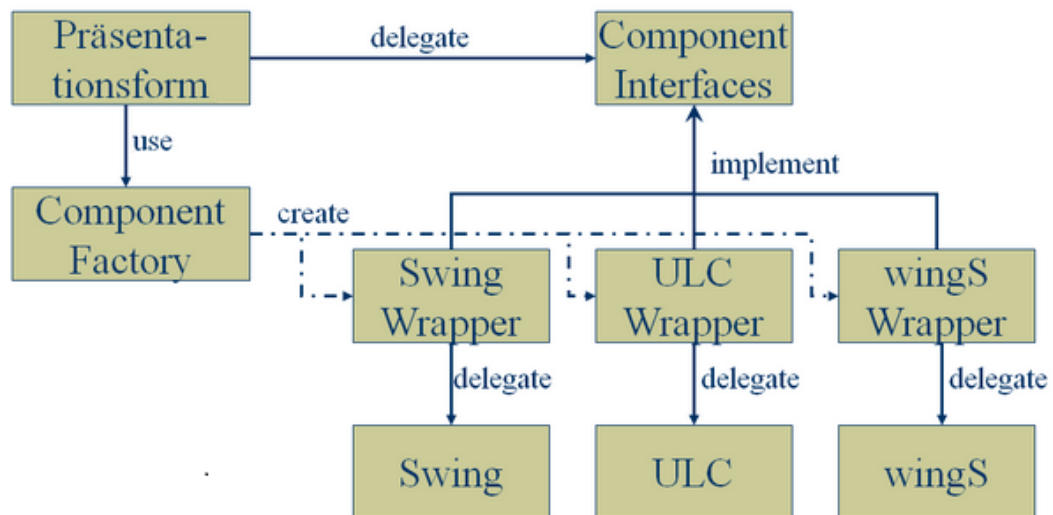 Präsenta-
tionsform
delegate
Component
Interfaces
use
implement
Component
Factory
create
Swing
Wrapper
ULC
Wrapper
wingS
Wrapper
delegate
delegate
delegate
Swing
ULC
wingS